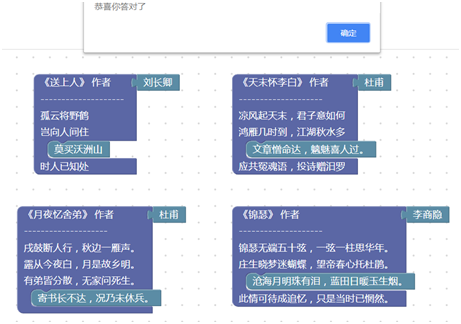 恭喜你答对了
确定
《送上人》 作者 刘长卿
--------------------
孤云将野鹤
岂向人间住
莫买沃洲山
时人已知处
《天末怀李白》 作者 杜甫
--------------------
凉风起天末，君子意如何
鸿雁几时到，江湖秋水多
文章憎命达，魑魅喜人过。
应共冤魂语，投诗赠汨罗
《月夜忆舍弟》 作者 杜甫
--------------------
戍鼓断人行，秋边一雁声。
露从今夜白，月是故乡明。
有弟皆分散，无家问死生。
寄书长不达，况乃未休兵。
《锦瑟》 作者 李商隐
--------------------
锦瑟无端五十弦，一弦一柱思华年。
庄生晓梦迷蝴蝶，望帝春心托杜鹃。
沧海月明珠有泪，蓝田日暖玉生烟。
此情可待成追忆，只是当时已惘然。